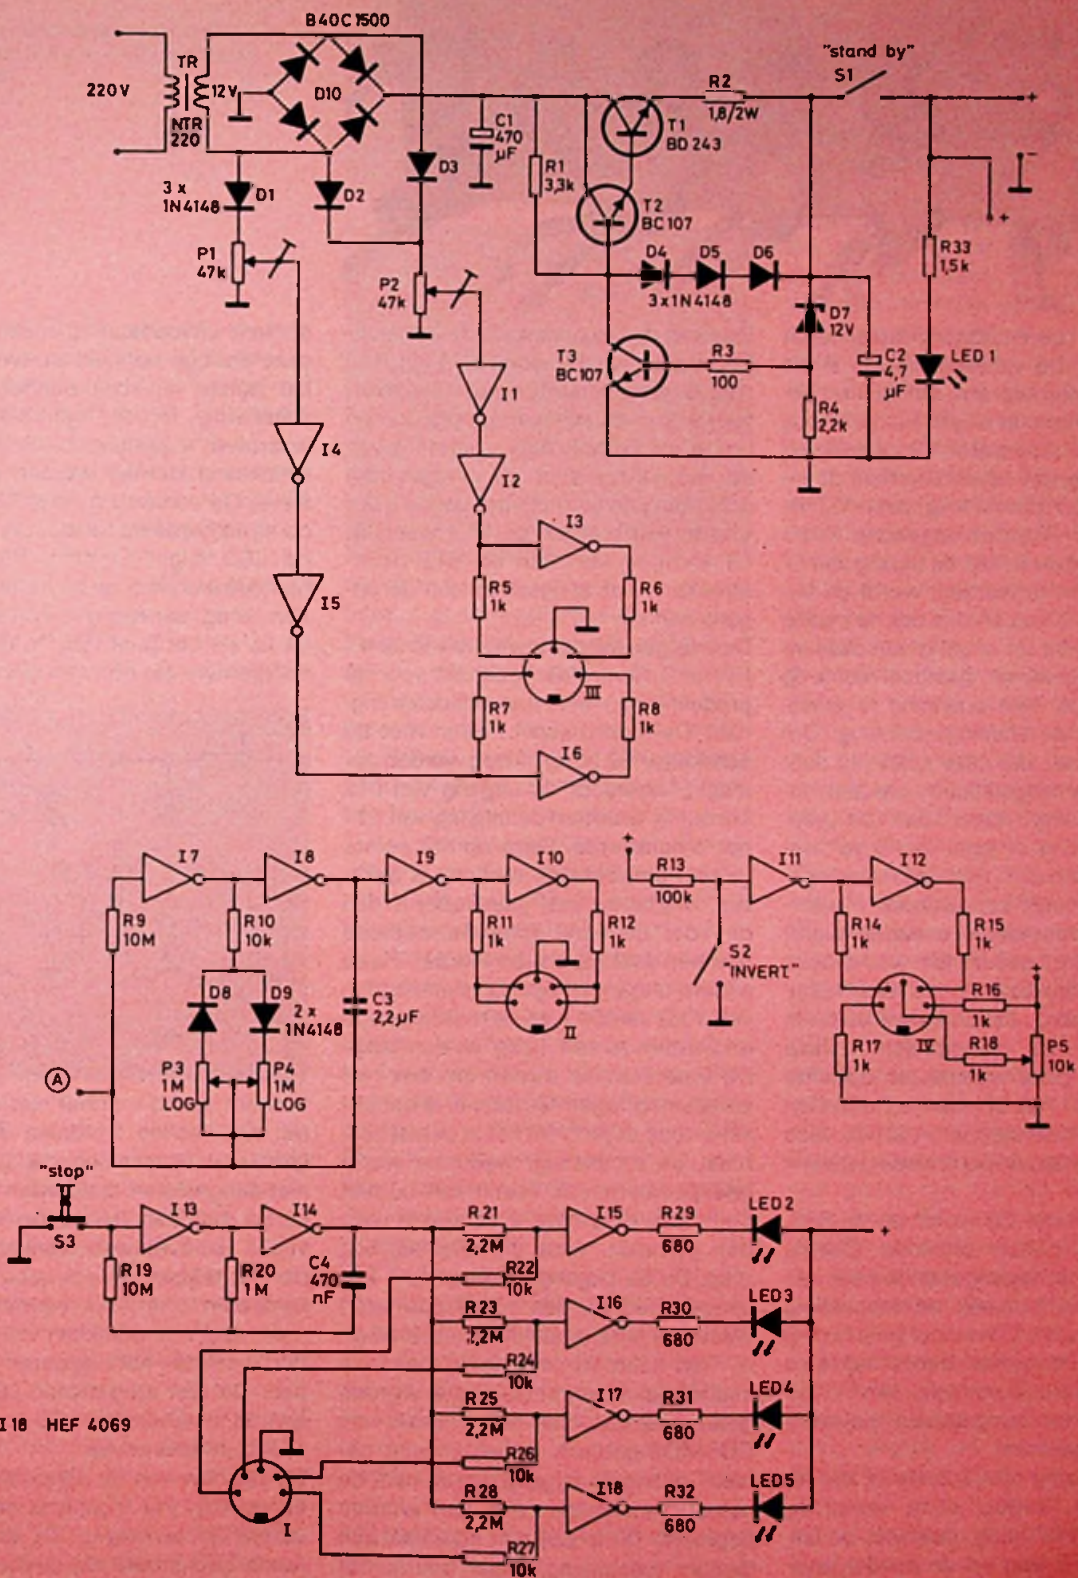 B40C1500
"stand by"
S1
220V
TR
12V
NTR
220
D10
C1
470
µF
R2
1,8/2W
T1
BD 243
3x
1N4148
D1
D2
D3
R1
3,3k
T2
BC107
P1
47k
P2
47k
D4
D5
D6
3x1N4148
R33
1,5k
D7
12V
T3
BC107
R3
100
C2
4,7
µF
LED1
R4
2,2k
I1
I4
I2
I3
I5
R5
1k
R6
1k
III
R7
1k
R8
1k
I6
I7
I8
I9
I10
R13
100k
I11
I12
R9
10M
R10
10k
R11
1k
R12
1k
S2
"INVERT."
R14
1k
R15
1k
D8
D9
2x
1N4148
C3
2,2µF
II
R16
1k
IV
R17
1k
R18
1k
P5
10k
A
P3
1M
LOG
P4
1M
LOG
"stop"
S3
I13
I14
R21
2,2M
I15
R29
680
LED2
R19
10M
R20
1M
C4
470
nF
R22
10k
R23
2,2M
I16
R30
680
LED3
R24
10k
R25
2,2M
I17
R31
680
LED4
I18 HEF 4069
R26
10k
R28
2,2M
I18
R32
680
LED5
I
R27
10k